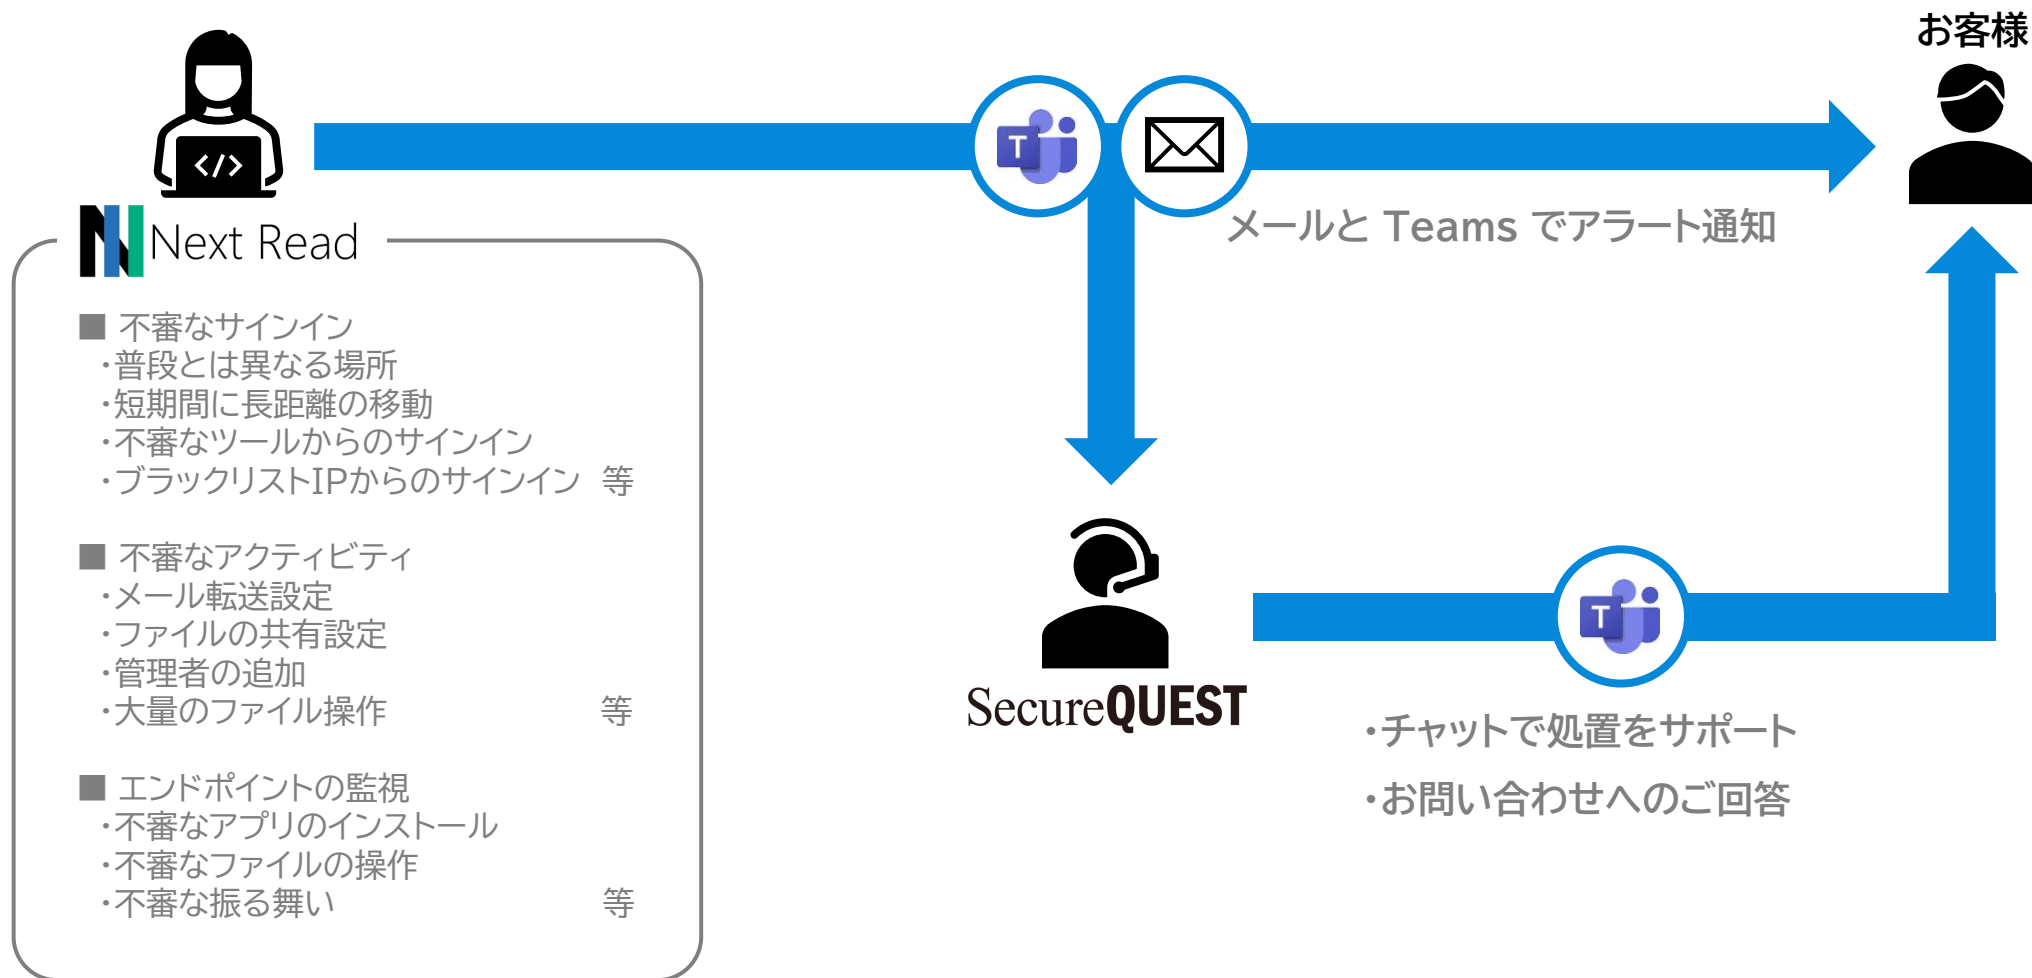 お客様
</>
T
メールと Teams でアラート通知
Next Read
■ 不審なサインイン
・普段とは異なる場所
・短期間に長距離の移動
・不審なツールからのサインイン
・ブラックリストIPからのサインイン 等
■ 不審なアクティビティ
・メール転送設定
・ファイルの共有設定
・管理者の追加
・大量のファイル操作 等
■ エンドポイントの監視
・不審なアプリのインストール
・不審なファイルの操作
・不審な振る舞い 等
SecureQUEST
T
・チャットで処置をサポート
・お問い合わせへのご回答